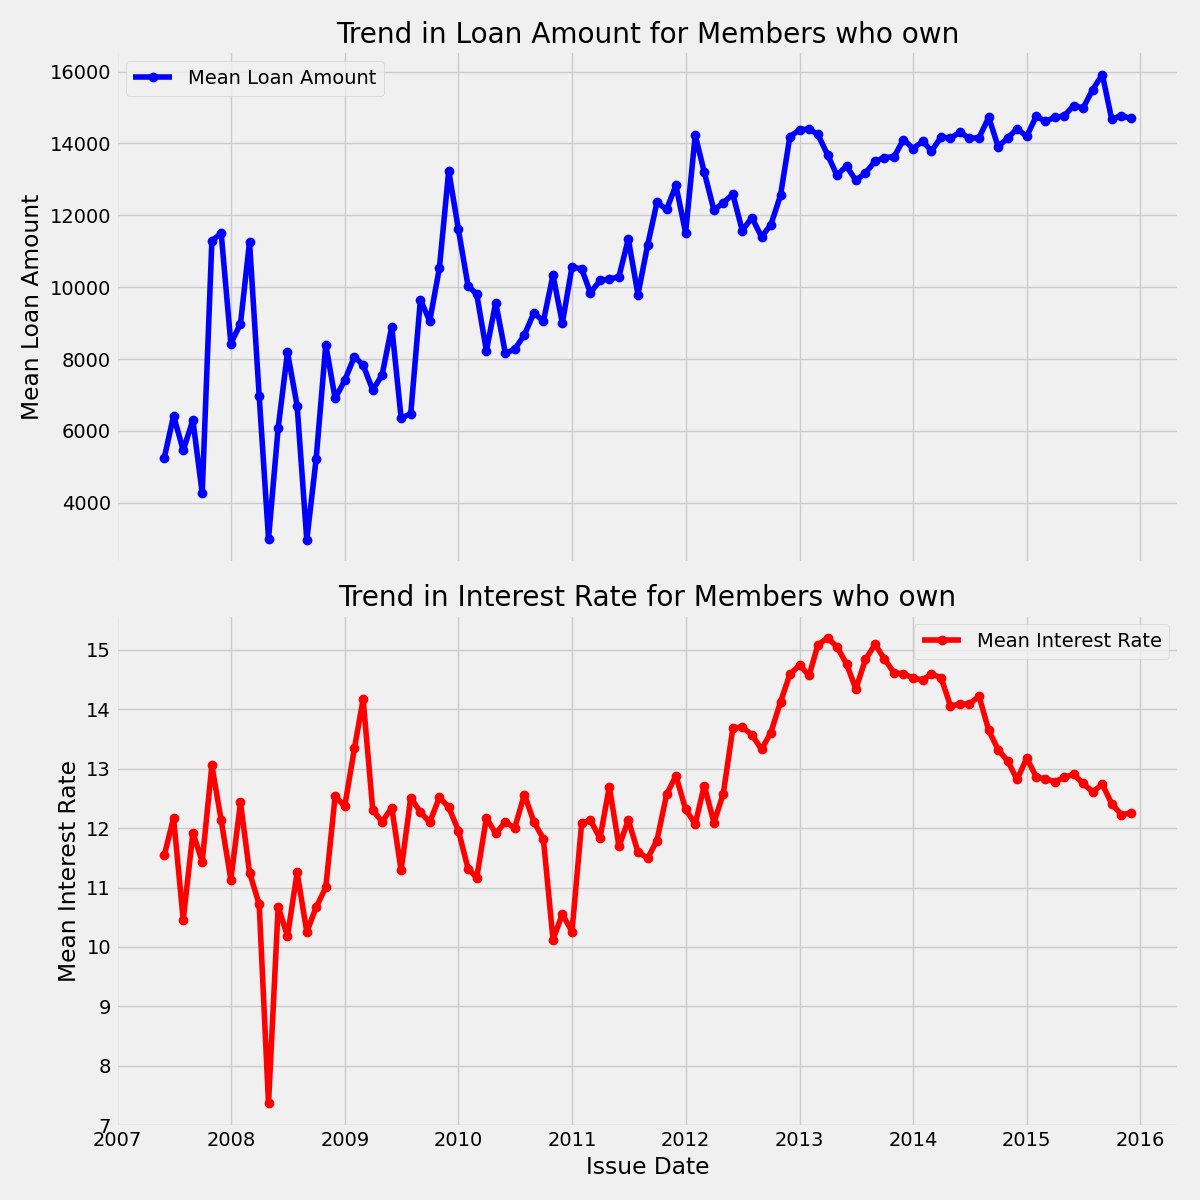 Trend in Loan Amount for Members who own
Mean Loan Amount
16000
14000
12000
10000
8000
6000
4000
Mean Loan Amount
Trend in Interest Rate for Members who own
Mean Interest Rate
15
14
13
12
11
10
9
8
7
Mean Interest Rate
2007 2008 2009 2010 2011 2012 2013 2014 2015 2016
Issue Date